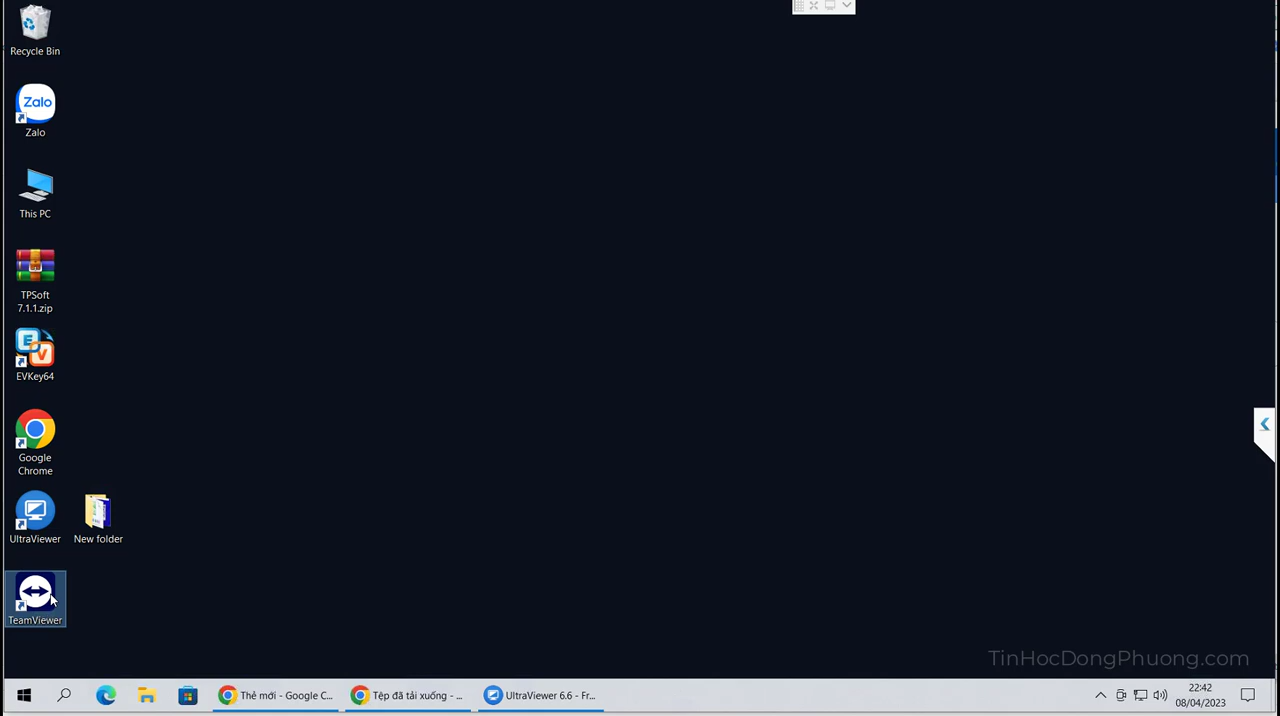 Recycle Bin
Zalo
Zalo
This PC
TPSoft
7.1.1.zip
E
V
EVKey64
Google
Chrome
UltraViewer
New folder
TeamViewer
TinHocDongPhuong.com
Thẻ mới - Google C...
Tệp đã tải xuống - ...
UltraViewer 6.6 - Fr...
22:42
08/04/2023